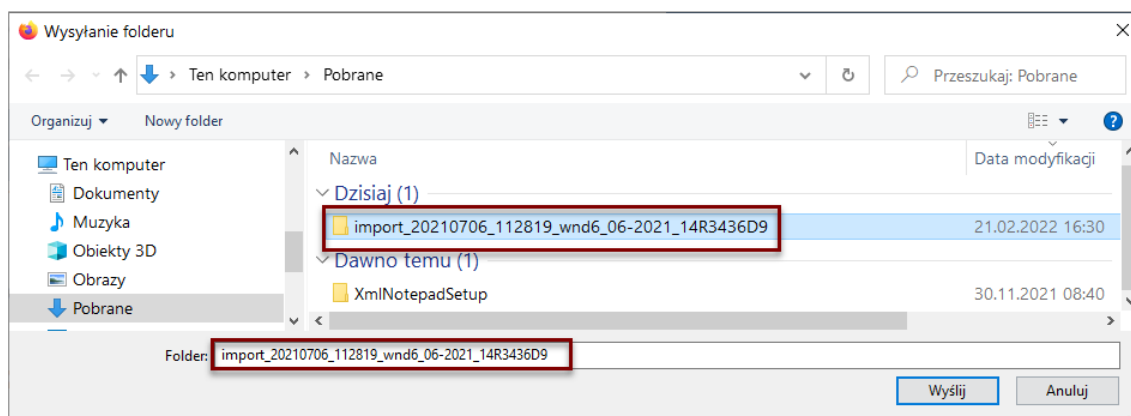 Wysyłanie folderu
Ten komputer › Pobrane
Przeszukaj: Pobrane
Organizuj Nowy folder
Ten komputer
Dokumenty
Muzyka
Obiekty 3D
Obrazy
Pobrane
Nazwa Data modyfikacji
Dzisiaj (1)
import_20210706_112819_wnd6_06-2021_14R3436D9 21.02.2022 16:30
Dawno temu (1)
XmlNotepadSetup 30.11.2021 08:40
Folder: import_20210706_112819_wnd6_06-2021_14R3436D9
Wyślij Anuluj